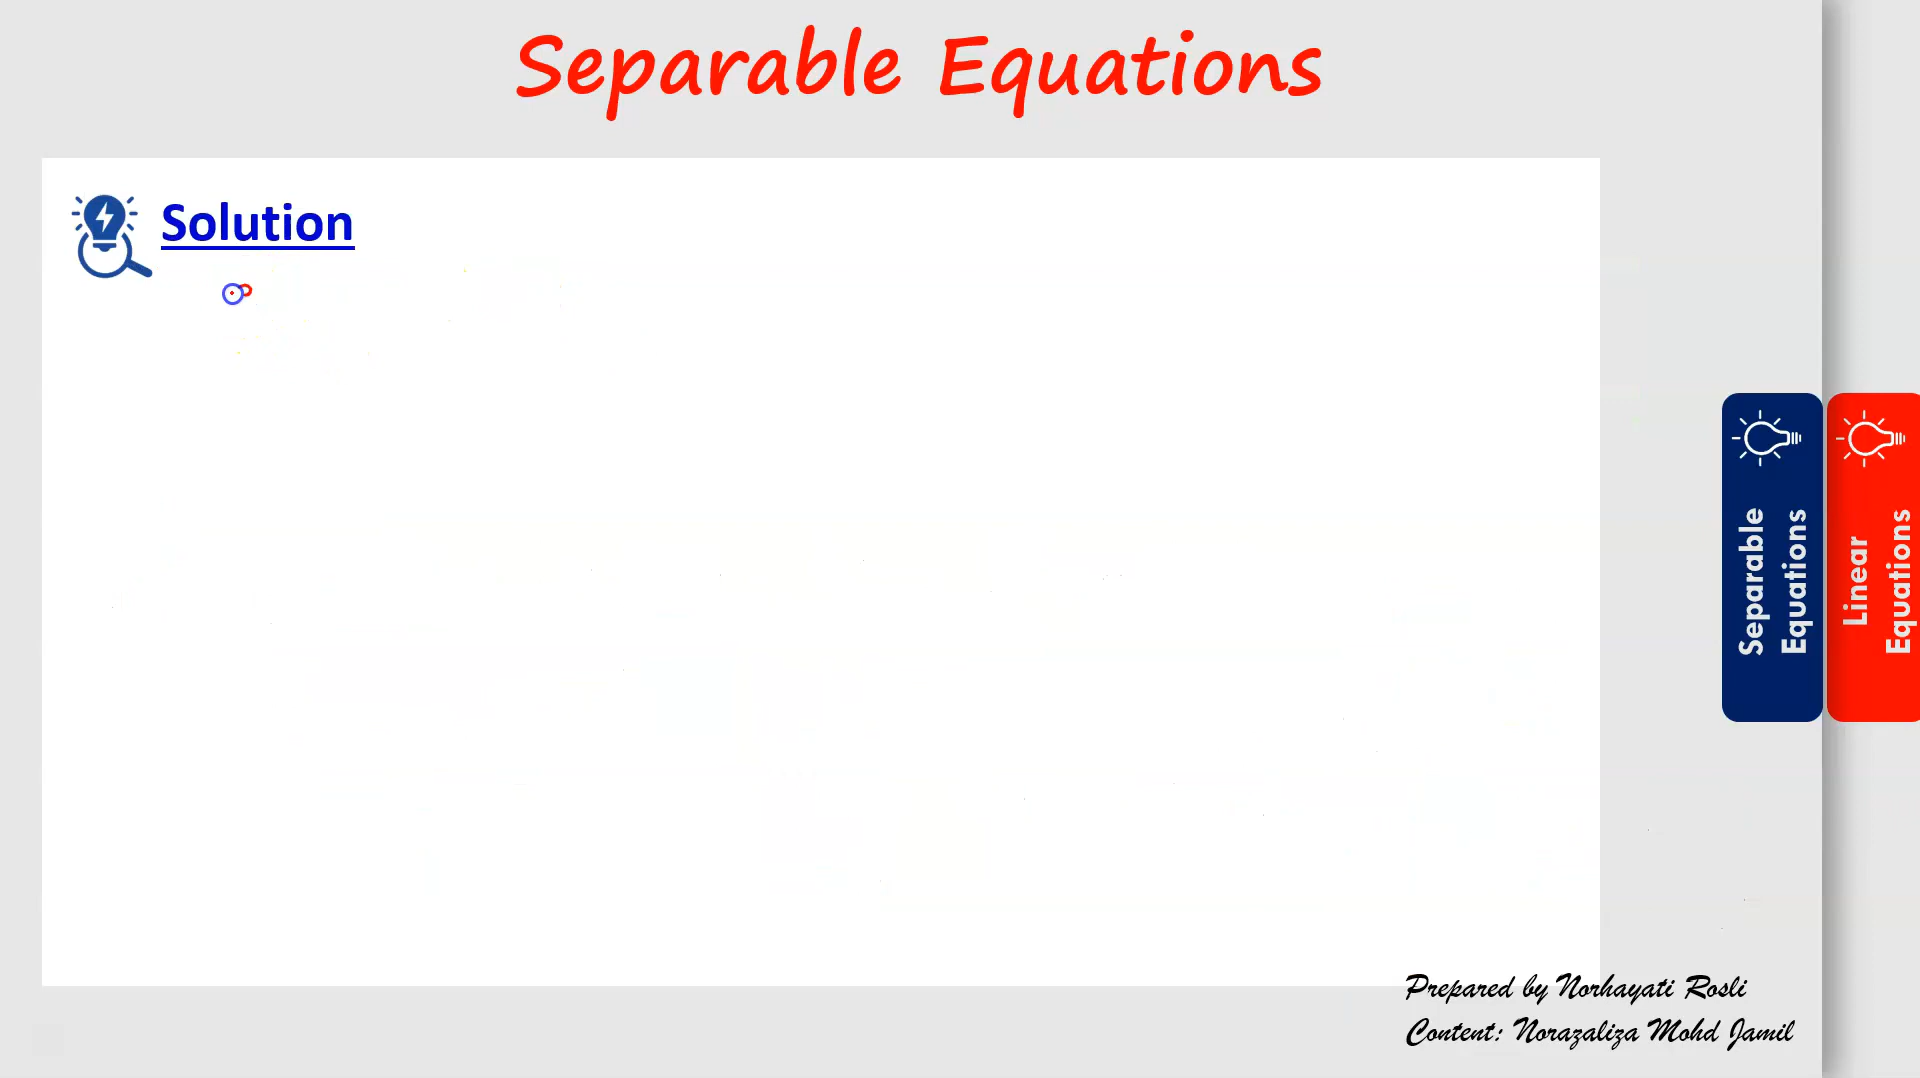 Separable Equations
Solution
Separable
Equations
Linear
Equations
Prepared by Norhayati Rosli
Content: Norazaliza Mohd Jamil